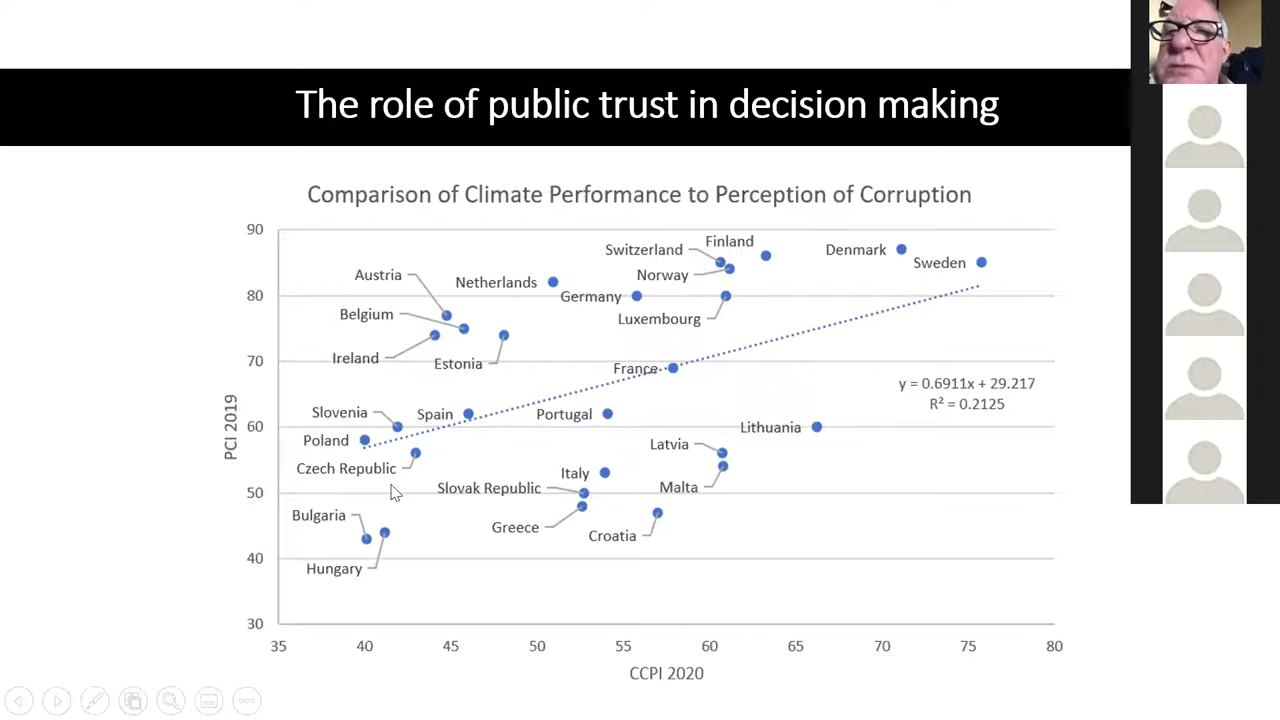 The role of public trust in decision making
Comparison of Climate Performance to Perception of Corruption
90
80
70
60
50
40
30
PCI 2019
Finland
Switzerland
Denmark
Sweden
Austria
Norway
Netherlands
Germany
Belgium
Luxembourg
Ireland
Estonia
France
y = 0.6911x + 29.217
R² = 0.2125
Slovenia
Spain
Portugal
Lithuania
Poland
Latvia
Czech Republic
Italy
Slovak Republic
Malta
Bulgaria
Greece
Croatia
Hungary
35 40 45 50 55 60 65 70 75 80
CCPI 2020